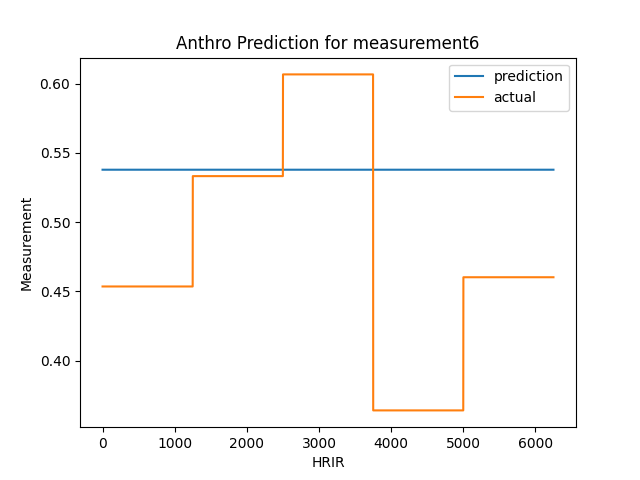 Anthro Prediction for measurement6
prediction
actual
0.60
0.55
0.50
0.45
0.40
Measurement
0 1000 2000 3000 4000 5000 6000
HRIR